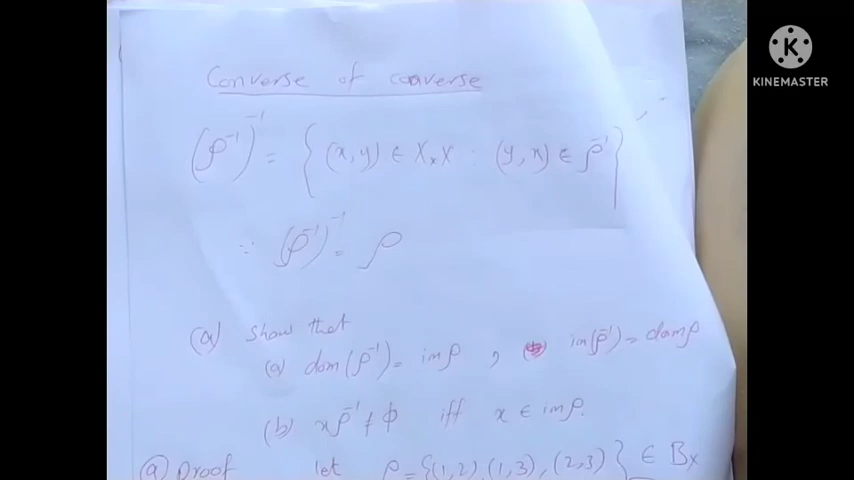 Converse of converse
(ρ⁻¹)⁻¹ = { (x, y) ∈ X × X : (y, x) ∈ ρ⁻¹ }
∵ (ρ⁻¹)⁻¹ = ρ
(a) show that
(a) dom (ρ⁻¹) = im ρ , im(ρ⁻¹) = dom ρ
(b) xρ⁻¹ ≠ ϕ iff x ∈ im ρ.
(a) Proof let ρ = {(1,2), (1,3), (2,3)} ∈ Bx
KINEMASTER